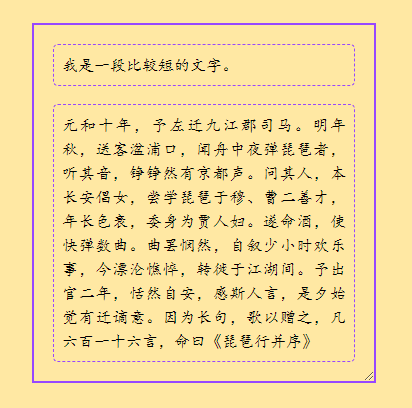 我是一段比较短的文字。
元和十年，予左迁九江郡司马。明年
秋，送客湓浦口，闻舟中夜弹琵琶者，
听其音，铮铮然有京都声。问其人，本
长安倡女，尝学琵琶于穆、曹二善才，
年长色衰，委身为贾人妇。遂命酒，使
快弹数曲。曲罢悯然，自叙少小时欢乐
事，今漂沦憔悴，转徙于江湖间。予出
官二年，恬然自安，感斯人言，是夕始
觉有迁谪意。因为长句，歌以赠之，凡
六百一十六言，命曰《琵琶行并序》